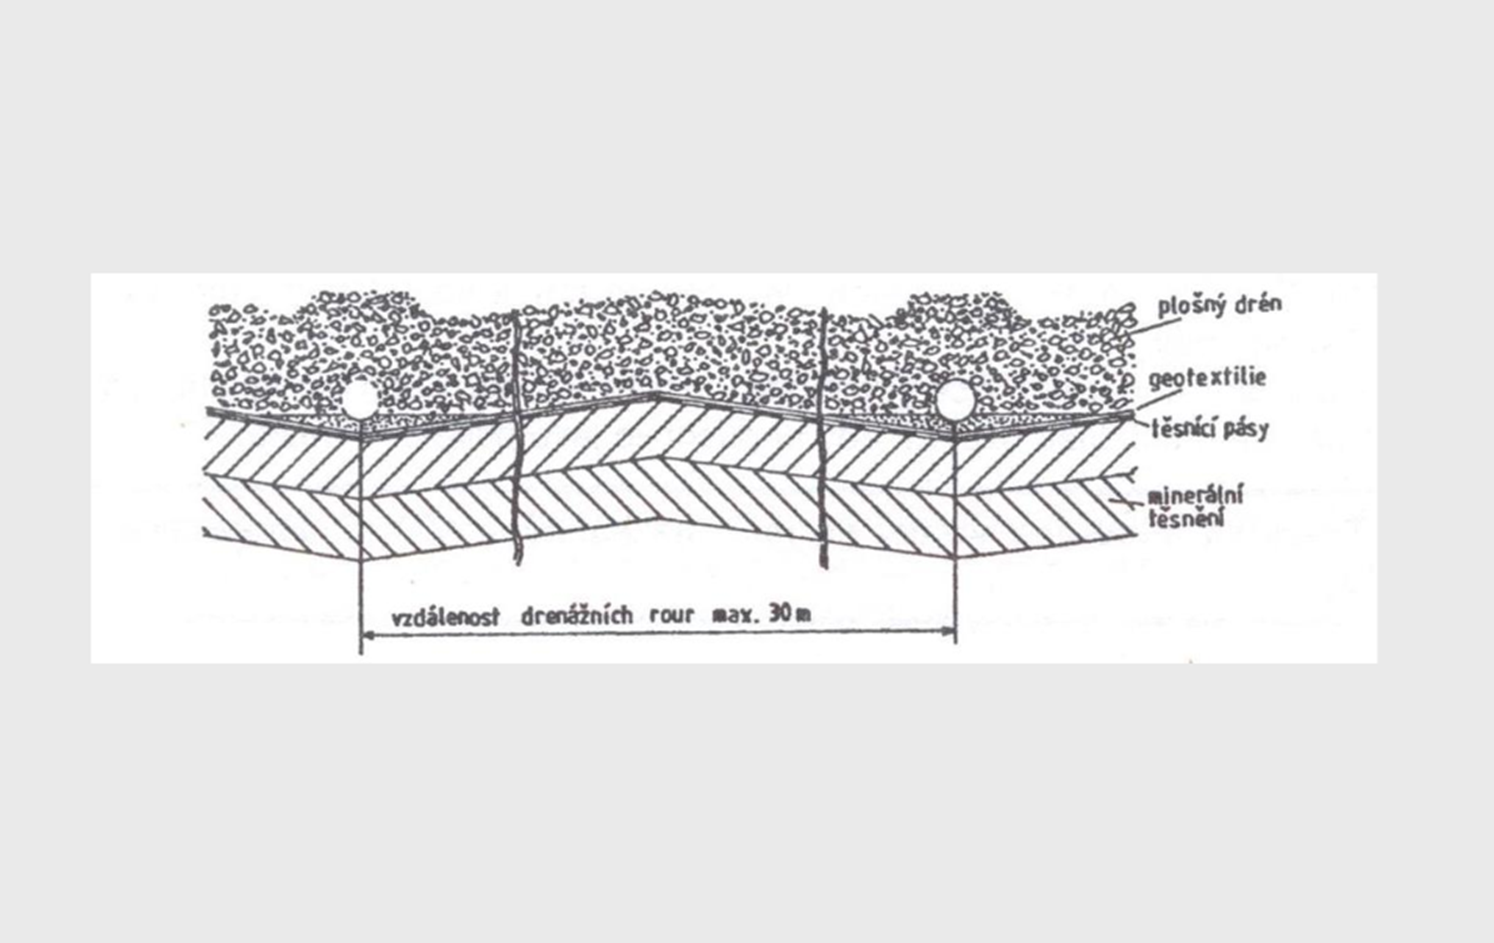 plošný drén
geotextilie
těsnící pásy
minerální
těsnění
vzdálenost drenážních rour max. 30 m